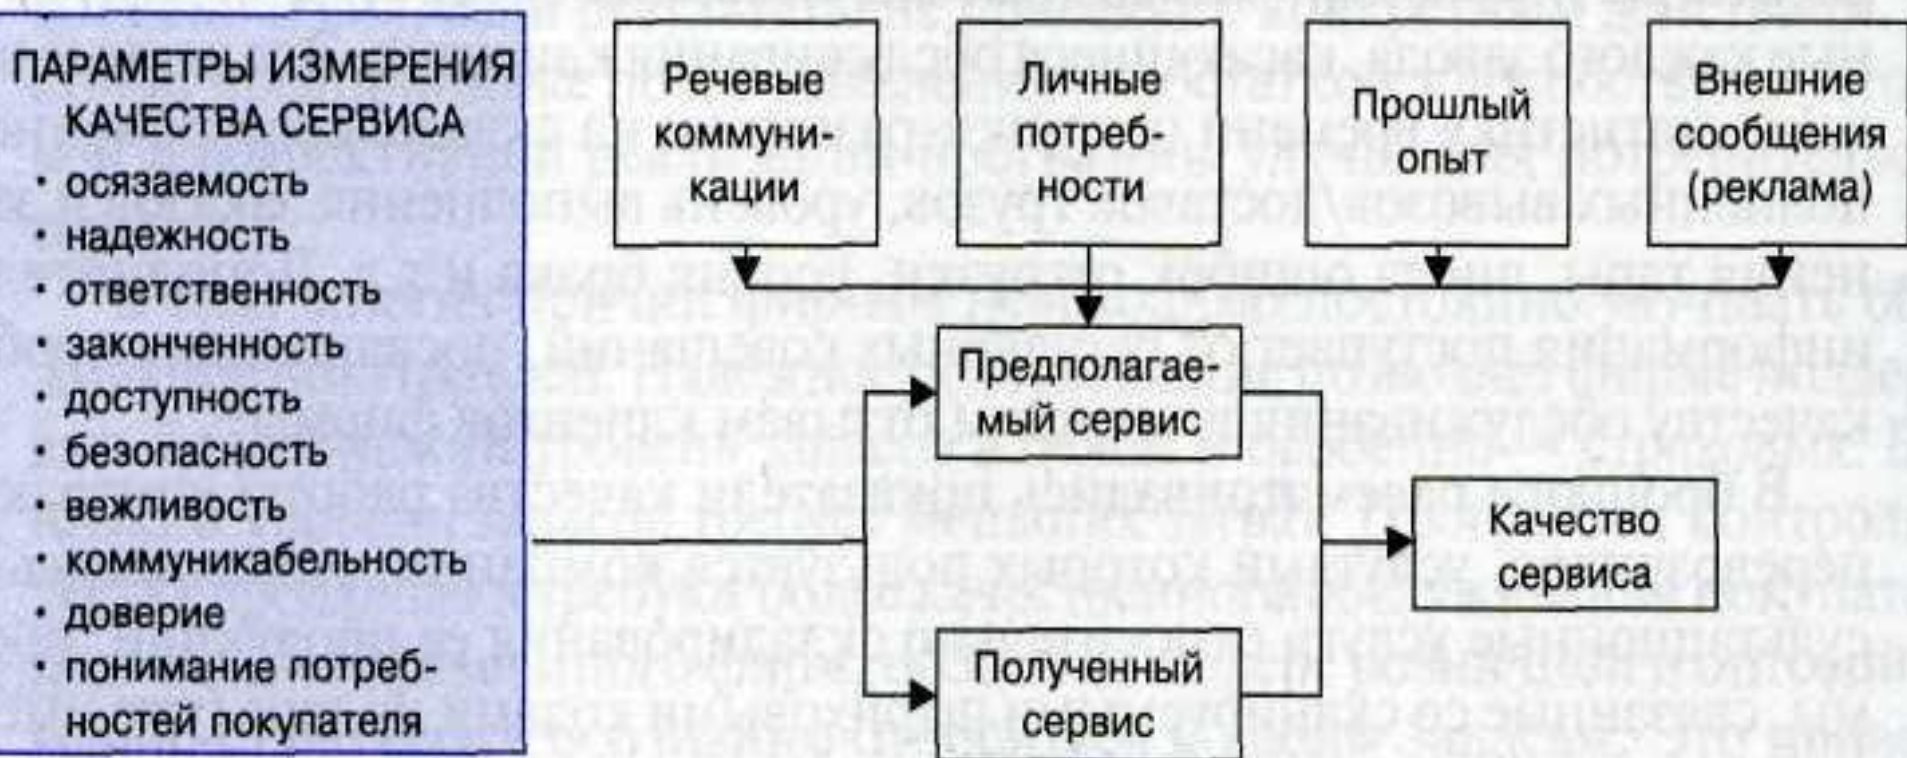 ПАРАМЕТРЫ ИЗМЕРЕНИЯ
КАЧЕСТВА СЕРВИСА
· осязаемость
· надежность
· ответственность
· законченность
· доступность
· безопасность
· вежливость
· коммуникабельность
· доверие
· понимание потреб-
ностей покупателя
Речевые
коммуни-
кации
Личные
потреб-
ности
Прошлый
опыт
Внешние
сообщения
(реклама)
Предполагае-
мый сервис
Полученный
сервис
Качество
сервиса